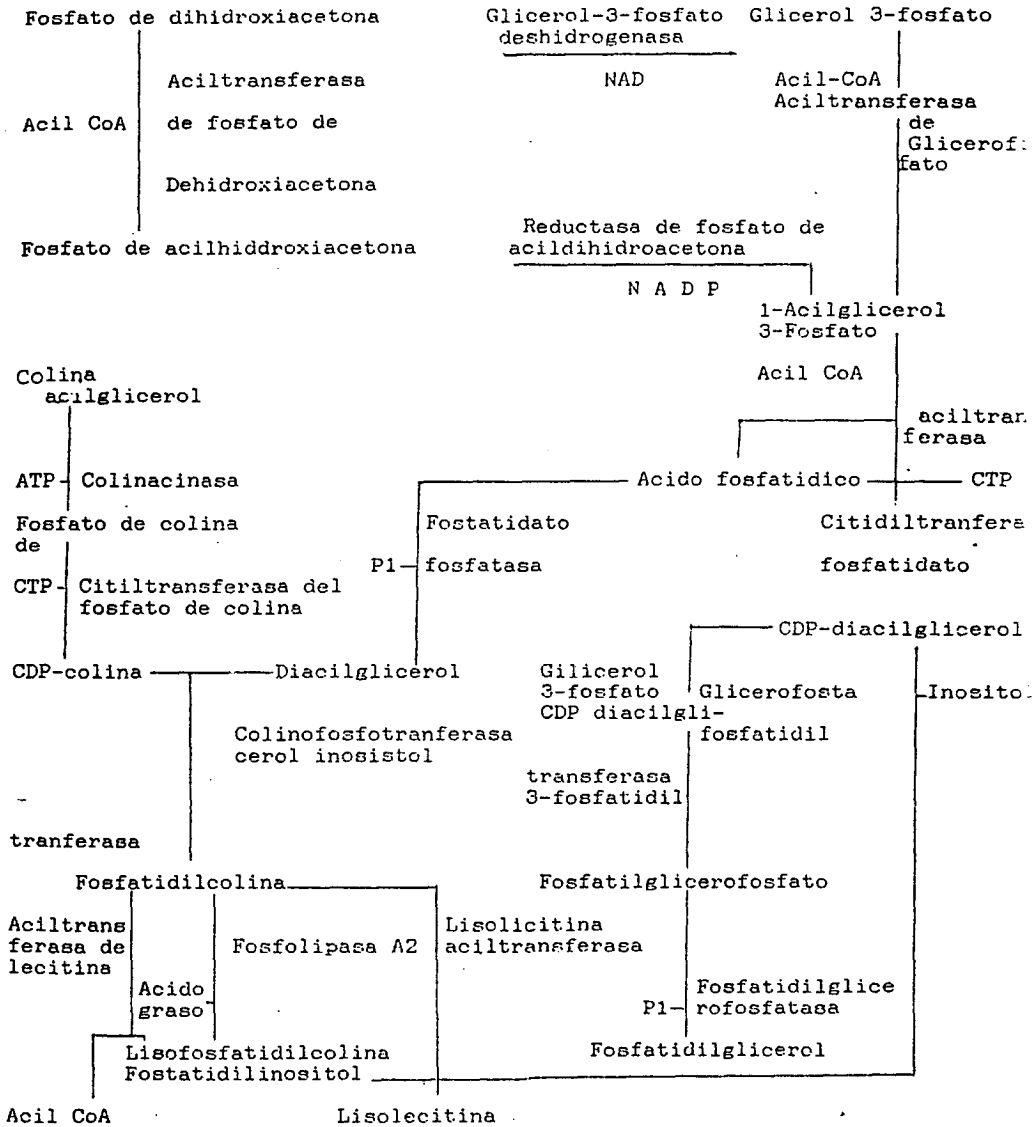 Fosfato de dihidroxiacetona
Glicerol-3-fosfato
deshidrogenasa
Glicerol 3-fosfato
Aciltransferasa
NAD
Acil-CoA
Aciltransferasa
de
Acil CoA
de fosfato de
fato
Dehidroxiacetona
Fosfato de acilhiddroxiacetona
Reductasa de fosfato de
acildihidroacetona
N A D P
1-Acilglicerol
3-Fosfato
Colina
acilglicerol
Acil CoA
ferasa
ATP
Colinacinasa
Acido fosfatidico
CTP
Fosfato de colina
de
Fostatidato
P1
fosfatasa
Citidiltranfera
fosfatidato
CTP
Cititltransferasa del
fosfato de colina
CDP-diacilglicerol
CDP-colina
Diacilglicerol
Gilicerol
3-fosfato
CDP diacilgli-
Glicerofosta
fosfatidil
Inosito
Colinofosfotranferasa
cerol inosistol
transferasa
3-fosfatidil
tranferasa
Fosfatidilcolina
Fosfatilglicerofosfato
Aciltrans
ferasa de
lecitina
Fosfolipasa A2
Lisolicitina
aciltransferasa
Acido
graso
P1
Fosfatidilglice
rofosfatasa
Lisofosfatidilcolina
Fostatidilinositol
Fosfatidilglicerol
Acil CoA
Lisolecitina